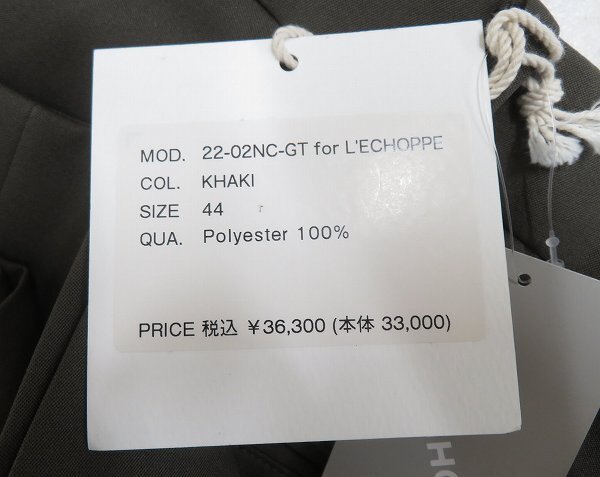 MOD. 22-02NC-GT for L'ECHOPPE
COL. KHAKI
SIZE 44
QUA. Polyester 100%
PRICE 税込 ￥36,300 (本体 33,000)
HO